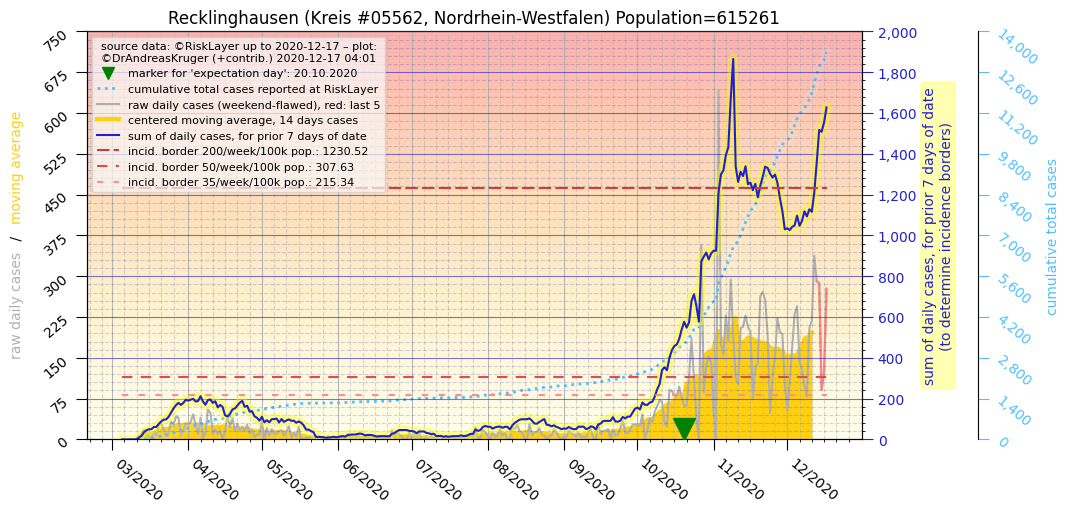 Recklinghausen (Kreis #05562, Nordrhein-Westfalen) Population=615261
source data: ©RiskLayer up to 2020-12-17 – plot:
©DrAndreasKruger (+contrib.) 2020-12-17 04:01
marker for 'expectation day': 20.10.2020
cumulative total cases reported at RiskLayer
raw daily cases (weekend-flawed), red: last 5
centered moving average, 14 days cases
sum of daily cases, for prior 7 days of date
incid. border 200/week/100k pop.: 1230.52
incid. border 50/week/100k pop.: 307.63
incid. border 35/week/100k pop.: 215.34
raw daily cases / moving average
750
675
600
525
450
375
300
225
150
75
0
03/2020
04/2020
05/2020
06/2020
07/2020
08/2020
09/2020
10/2020
11/2020
12/2020
2,000
1,800
1,600
1,400
1,200
1,000
800
600
400
200
0
sum of daily cases, for prior 7 days of date
(to determine incidence borders)
14,000
12,600
11,200
9,800
8,400
7,000
5,600
4,200
2,800
1,400
0
cumulative total cases